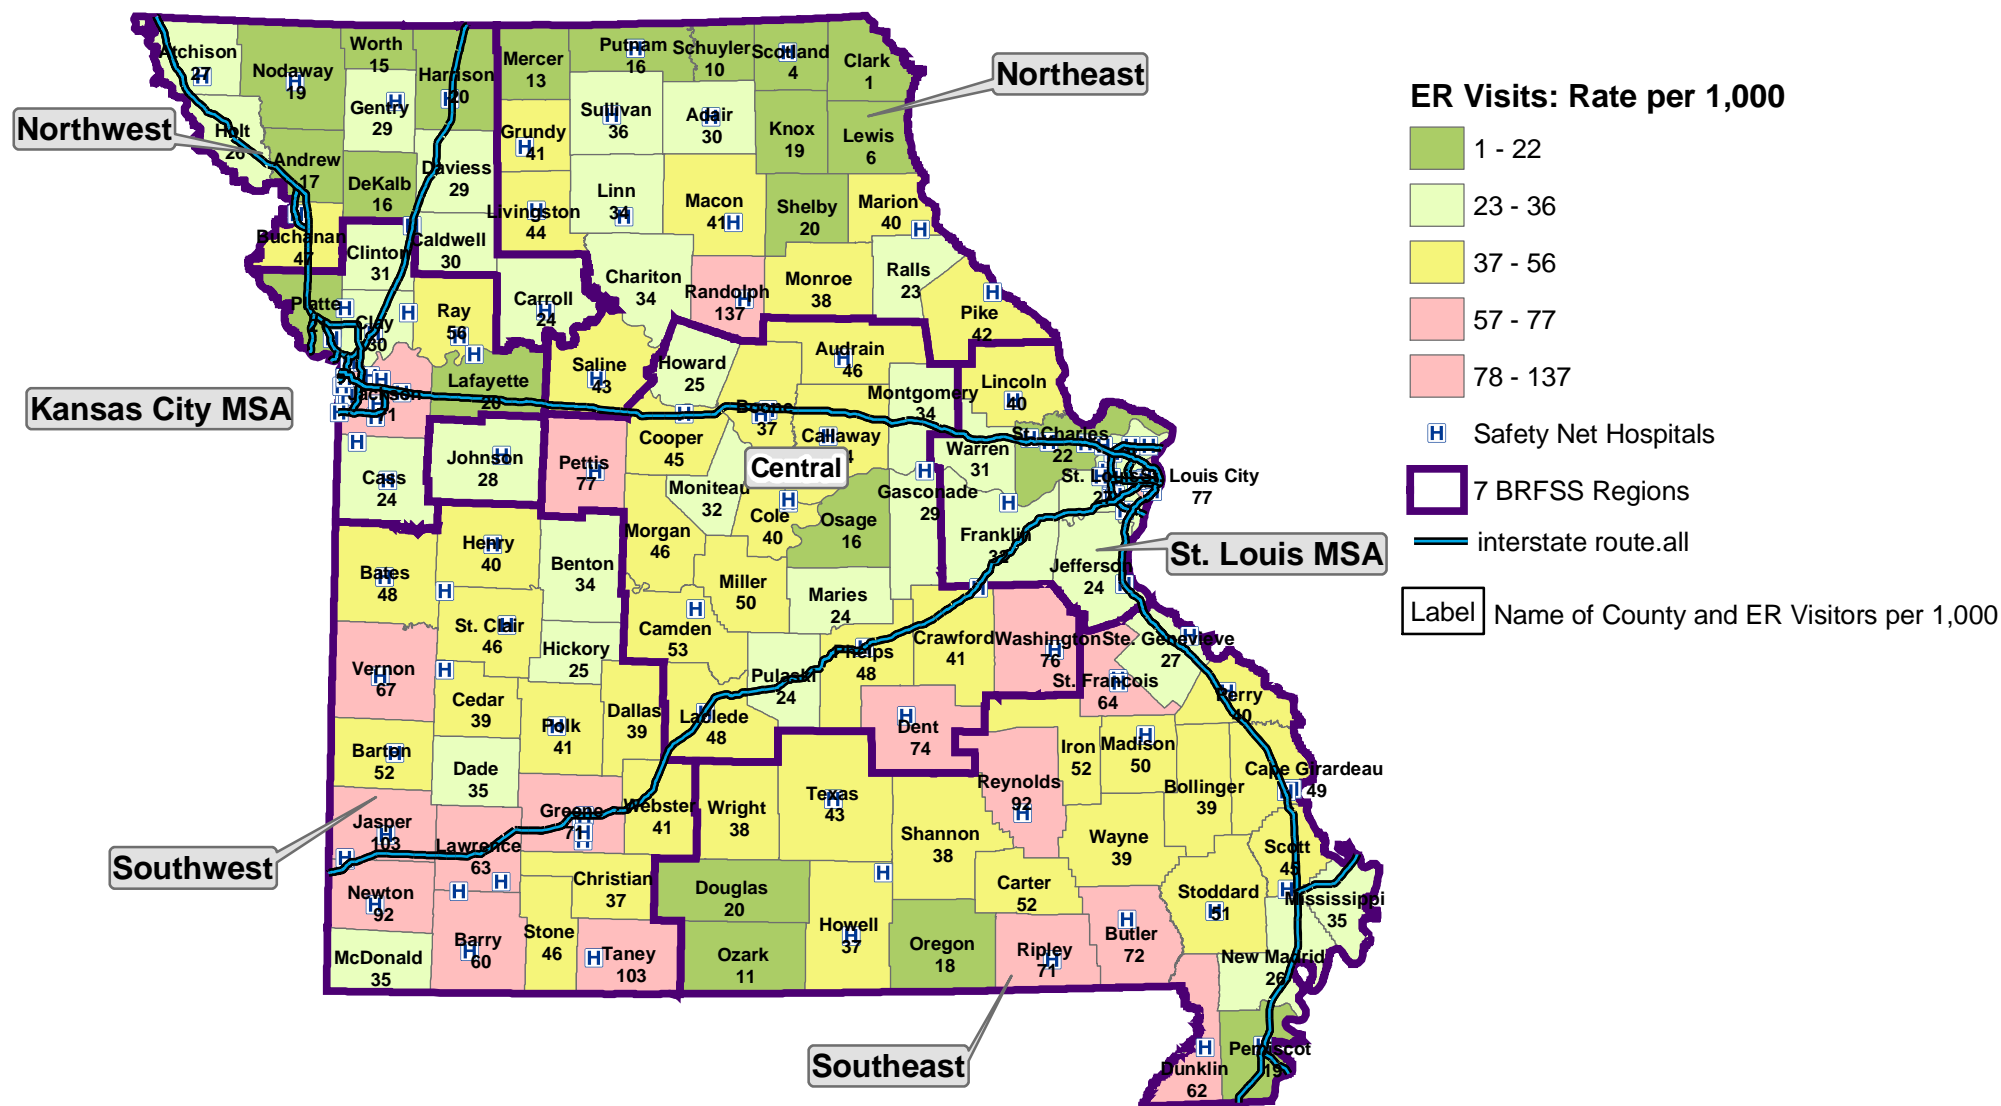 Atchison
27
Nodaway
19
Worth
15
Harrison
20
Mercer
13
Putnam
16
Schuyler
10
Scotland
4
Clark
1
Northeast
ER Visits: Rate per 1,000
1 - 22
23 - 36
37 - 56
57 - 77
78 - 137
H Safety Net Hospitals
7 BRFSS Regions
interstate route.all
Label Name of County and ER Visitors per 1,000
Northwest
Holt
26
Gentry
29
Andrew
17
DeKalb
16
Daviess
29
Grundy
41
Sullivan
36
Adair
30
Knox
19
Lewis
6
Linn
34
Macon
41
Shelby
20
Marion
40
Livingston
44
Buchanan
47
Clinton
31
Caldwell
30
Chariton
34
Randolph
137
Monroe
38
Ralls
23
Pike
42
Carroll
24
Platte
Clay
30
Ray
56
Saline
43
Howard
25
Audrain
46
Montgomery
34
Lincoln
40
Kansas City MSA
Jackson
71
Lafayette
20
Boone
37
Callaway
Cooper
45
Central
Warren
31
St. Charles
22
St. Louis
St. Louis City
77
Johnson
28
Pettis
77
Cass
24
Moniteau
32
Cole
40
Osage
16
Gasconade
29
Franklin
32
St. Louis MSA
Jefferson
24
Morgan
46
Henry
40
Benton
34
Bates
48
Miller
50
Maries
24
St. Clair
46
Hickory
25
Camden
53
Crawford
41
Washington
76
Ste. Genevieve
27
Vernon
67
Cedar
39
Polk
41
Dallas
39
Laclede
48
Pulaski
24
Phelps
48
Dent
74
St. Francois
64
Perry
40
Barton
52
Dade
35
Iron
52
Madison
50
Bollinger
39
Cape Girardeau
49
Reynolds
92
Jasper
103
Lawrence
63
Greene
71
Webster
41
Wright
38
Texas
43
Shannon
38
Wayne
39
Scott
45
Southwest
Newton
92
Christian
37
Douglas
20
Carter
52
Stoddard
51
Mississippi
35
McDonald
35
Barry
60
Stone
46
Taney
103
Ozark
11
Howell
37
Oregon
18
Ripley
71
Butler
72
New Madrid
26
Southeast
Pemiscot
19
Dunklin
62